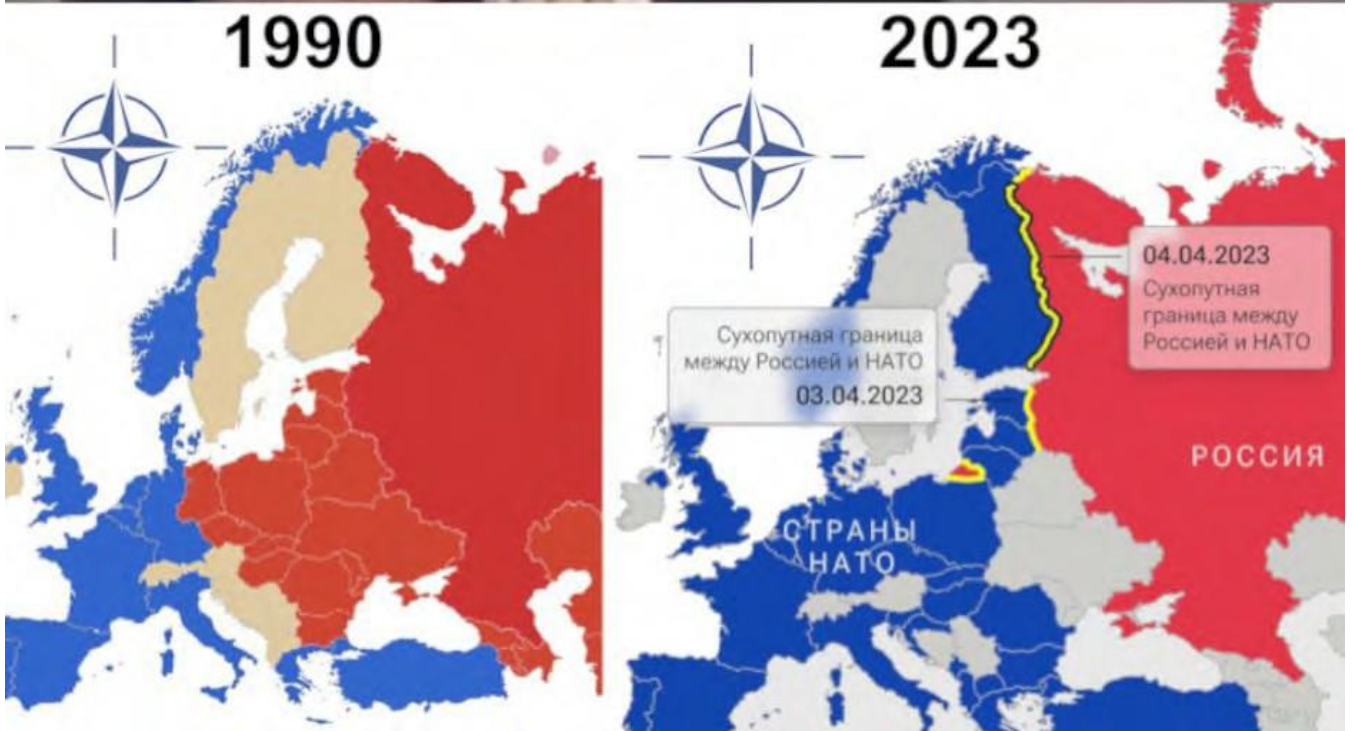 1990
2023
04.04.2023
Сухопутная
граница между
Россией и НАТО
Сухопутная граница
между Россией и НАТО
03.04.2023
РОССИЯ
СТРАНЫ
НАТО